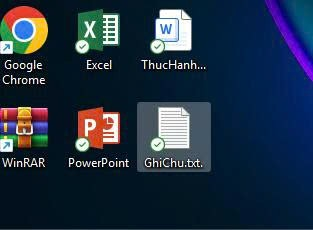 Google
Chrome
Excel
ThucHanh...
WinRAR
PowerPoint
GhiChu.txt.